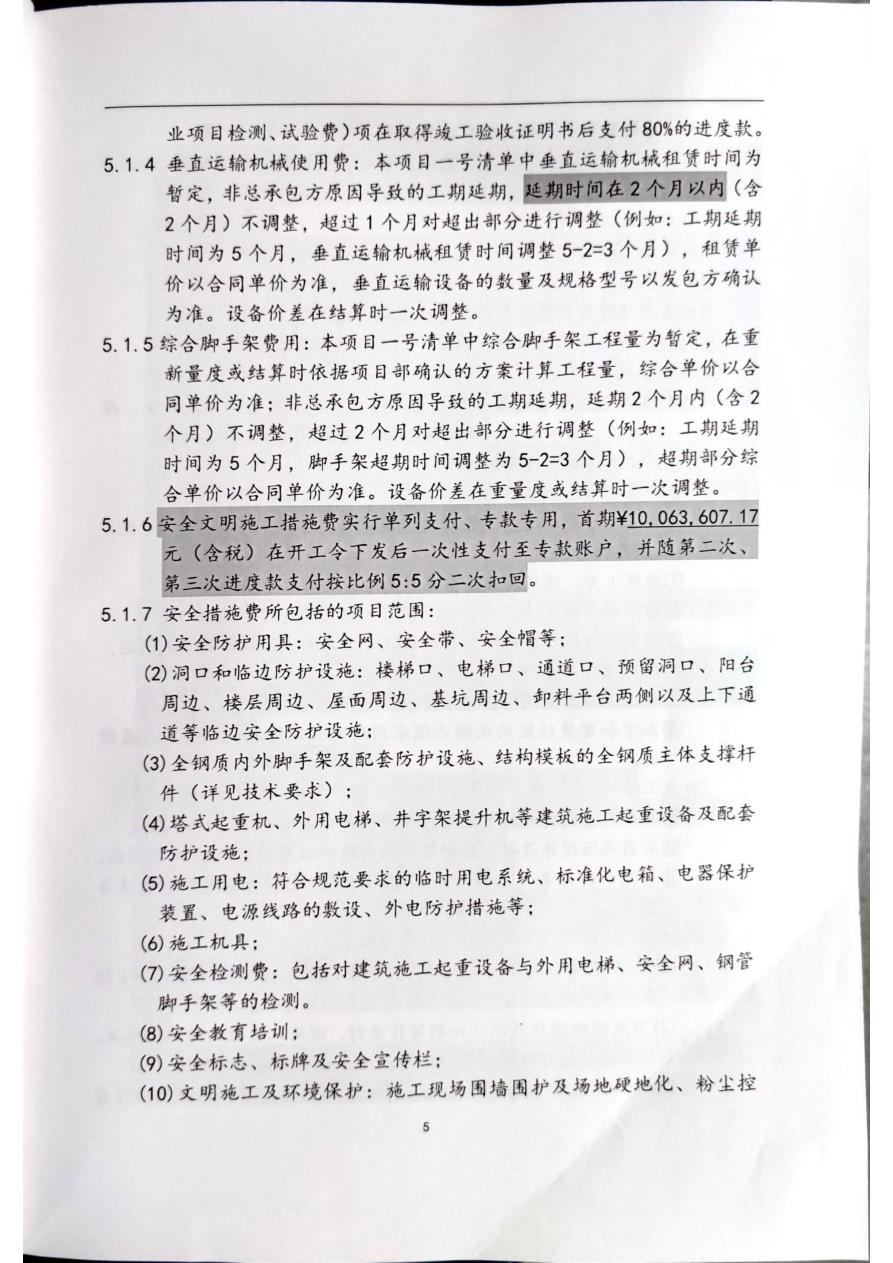 业项目检测、试验费)项在取得竣工验收证明书后支付 80%的进度款。
5.1.4 垂直运输机械使用费：本项目一号清单中垂直运输机械租赁时间为
暂定，非总承包方原因导致的工期延期，延期时间在 2 个月以内（含
2 个月）不调整，超过 1 个月对超出部分进行调整（例如：工期延期
时间为 5 个月，垂直运输机械租赁时间调整 5-2=3 个月），租赁单
价以合同单价为准，垂直运输设备的数量及规格型号以发包方确认
为准。设备价差在结算时一次调整。
5.1.5 综合脚手架费用：本项目一号清单中综合脚手架工程量为暂定，在重
新量度或结算时依据项目部确认的方案计算工程量，综合单价以合
同单价为准；非总承包方原因导致的工期延期，延期 2 个月内（含 2
个月）不调整，超过 2 个月对超出部分进行调整（例如：工期延期
时间为 5 个月，脚手架超期时间调整为 5-2=3 个月），超期部分综
合单价以合同单价为准。设备价差在重量度或结算时一次调整。
5.1.6 安全文明施工措施费实行单列支付、专款专用，首期¥10,063,607.17
元（含税）在开工令下发后一次性支付至专款账户，并随第二次、
第三次进度款支付按比例 5:5 分二次扣回。
5.1.7 安全措施费所包括的项目范围：
(1)安全防护用具：安全网、安全带、安全帽等；
(2)洞口和临边防护设施：楼梯口、电梯口、通道口、预留洞口、阳台
周边、楼层周边、屋面周边、基坑周边、卸料平台两侧以及上下通
道等临边安全防护设施；
(3)全钢质内外脚手架及配套防护设施、结构模板的全钢质主体支撑杆
件（详见技术要求）；
(4)塔式起重机、外用电梯、井字架提升机等建筑施工起重设备及配套
防护设施；
(5)施工用电：符合规范要求的临时用电系统、标准化电箱、电器保护
装置、电源线路的敷设、外电防护措施等；
(6)施工机具；
(7)安全检测费：包括对建筑施工起重设备与外用电梯、安全网、钢管
脚手架等的检测。
(8)安全教育培训；
(9)安全标志、标牌及安全宣传栏；
(10)文明施工及环境保护：施工现场围墙围护及场地硬地化、粉尘控
5